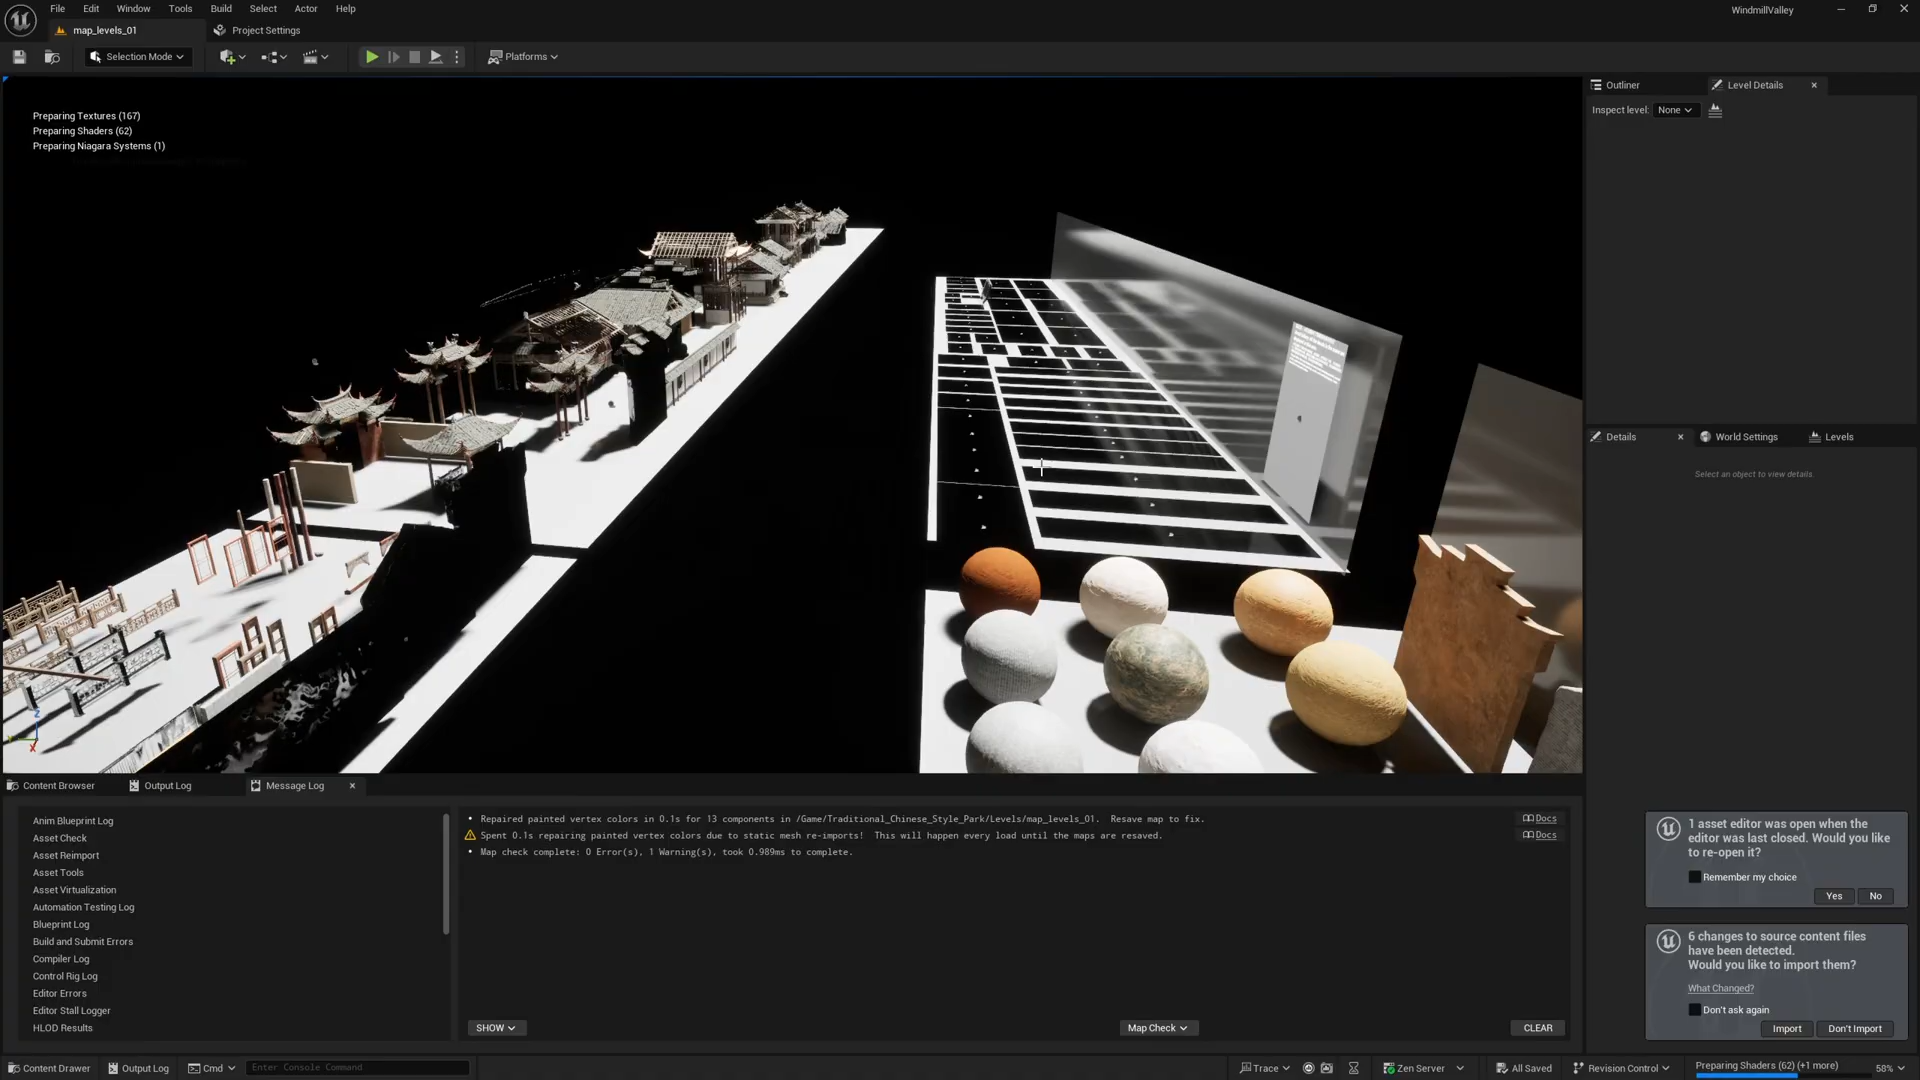 File Edit Window Tools Build Select Actor Help
WindmillValley
map_levels_01
Project Settings
Selection Mode
Platforms
Outliner
Level Details
Inspect level: None
Preparing Textures (167)
Preparing Shaders (62)
Preparing Niagara Systems (1)
Details
World Settings
Levels
Select an object to view details.
Z
X
Content Browser
Output Log
Message Log
Anim Blueprint Log
Asset Check
Asset Reimport
Asset Tools
Asset Virtualization
Automation Testing Log
Blueprint Log
Build and Submit Errors
Compiler Log
Control Rig Log
Editor Errors
Editor Stall Logger
HLOD Results
Repaired painted vertex colors in 0.1s for 13 components in /Game/Traditional_Chinese_Style_Park/Levels/map_levels_01. Resave map to fix.
Docs
Spent 0.1s repairing painted vertex colors due to static mesh re-imports! This will happen every load until the maps are resaved.
Docs
Map check complete: 0 Error(s), 1 Warning(s), took 0.989ms to complete.
SHOW
Map Check
CLEAR
1 asset editor was open when the
editor was last closed. Would you like
to re-open it?
Remember my choice
Yes No
6 changes to source content files
have been detected.
Would you like to import them?
What Changed?
Don't ask again
Import Don't Import
Content Drawer
Output Log
Cmd
Enter Console Command
Trace
Zen Server
All Saved
Revision Control
Preparing Shaders (62) (+1 more)
58%